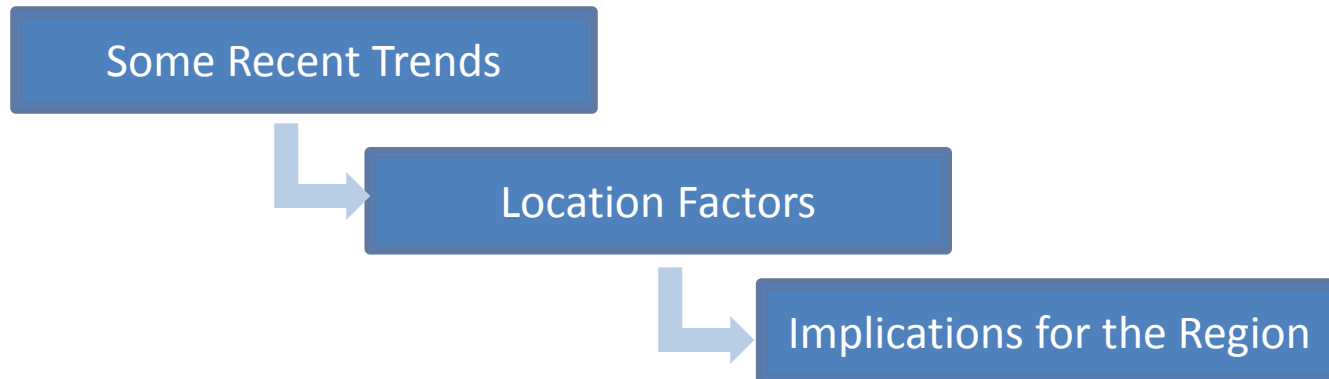 Some Recent Trends
Location Factors
Implications for the Region